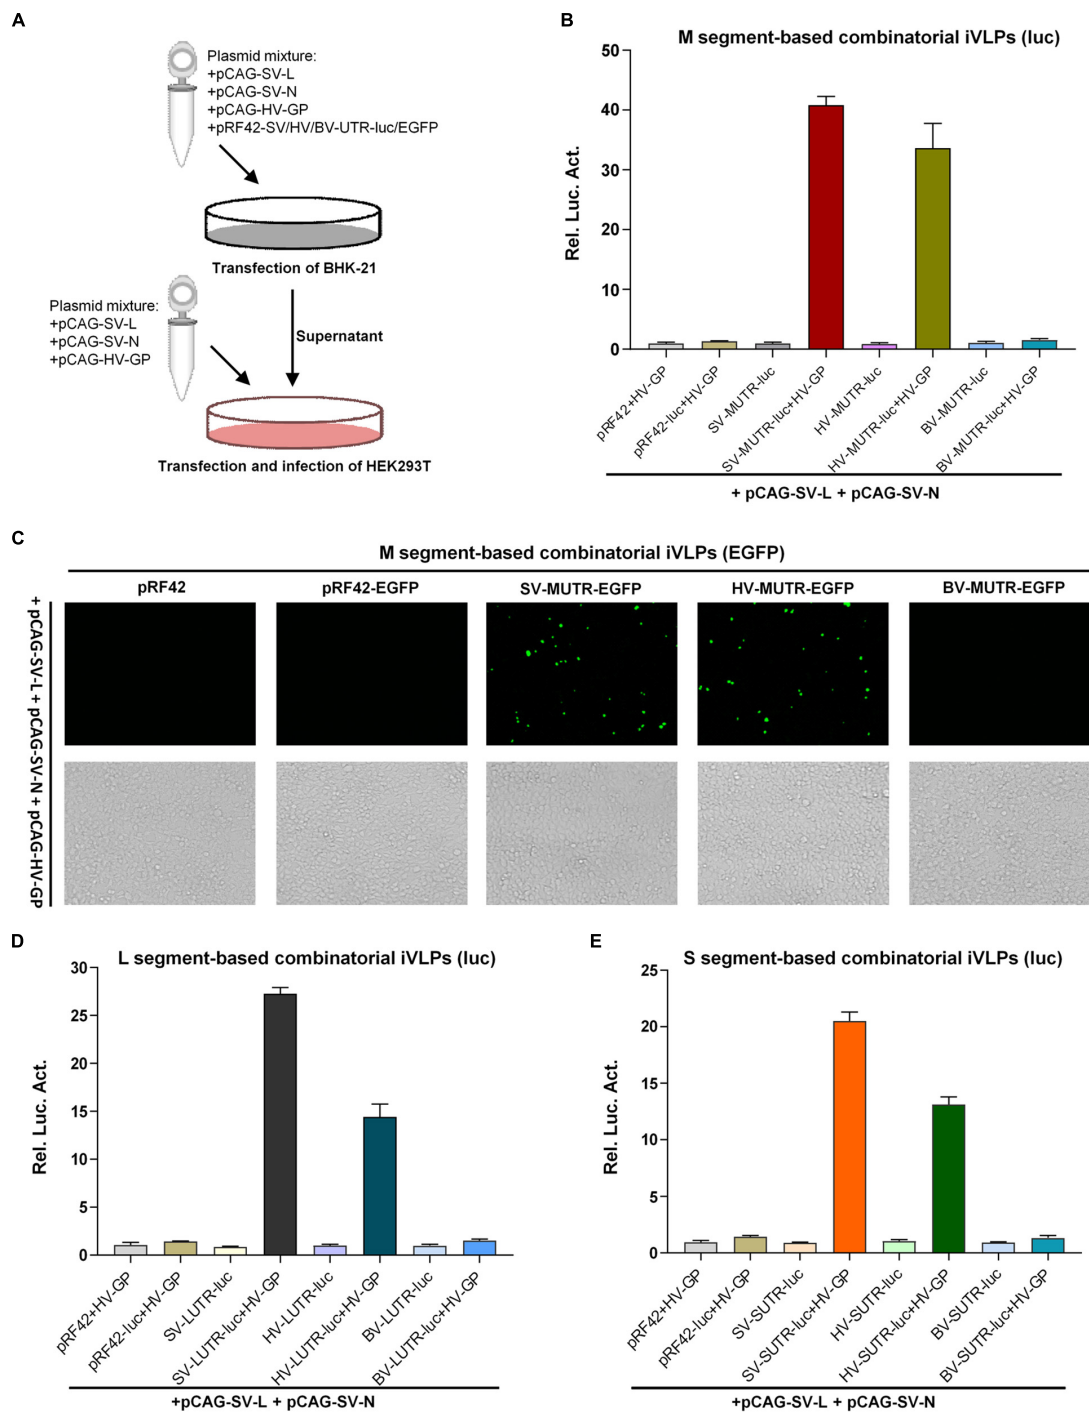 A
Plasmid mixture:
+pCAG-SV-L
+pCAG-SV-N
+pCAG-HV-GP
+pRF42-SV/HV/BV-UTR-luc/EGFP
Transfection of BHK-21
Plasmid mixture:
+pCAG-SV-L
+pCAG-SV-N
+pCAG-HV-GP
Supernatant
Transfection and infection of HEK293T
B
M segment-based combinatorial iVLPs (luc)
Rel. Luc. Act.
50
40
30
20
10
0
pRF42+HV-GP
pRF42-luc+HV-GP
SV-MUTR-luc
SV-MUTR-luc+HV-GP
HV-MUTR-luc
HV-MUTR-luc+HV-GP
BV-MUTR-luc
BV-MUTR-luc+HV-GP
+ pCAG-SV-L + pCAG-SV-N
C
M segment-based combinatorial iVLPs (EGFP)
pRF42
pRF42-EGFP
SV-MUTR-EGFP
HV-MUTR-EGFP
BV-MUTR-EGFP
+ pCAG-SV-L + pCAG-SV-N + pCAG-HV-GP
D
L segment-based combinatorial iVLPs (luc)
Rel. Luc. Act.
30
25
20
15
10
5
0
pRF42+HV-GP
pRF42-luc+HV-GP
SV-LUTR-luc
SV-LUTR-luc+HV-GP
HV-LUTR-luc
HV-LUTR-luc+HV-GP
BV-LUTR-luc
BV-LUTR-luc+HV-GP
+pCAG-SV-L + pCAG-SV-N
E
S segment-based combinatorial iVLPs (luc)
Rel. Luc. Act.
25
20
15
10
5
0
pRF42+HV-GP
pRF42-luc+HV-GP
SV-SUTR-luc
SV-SUTR-luc+HV-GP
HV-SUTR-luc
HV-SUTR-luc+HV-GP
BV-SUTR-luc
BV-SUTR-luc+HV-GP
+pCAG-SV-L + pCAG-SV-N